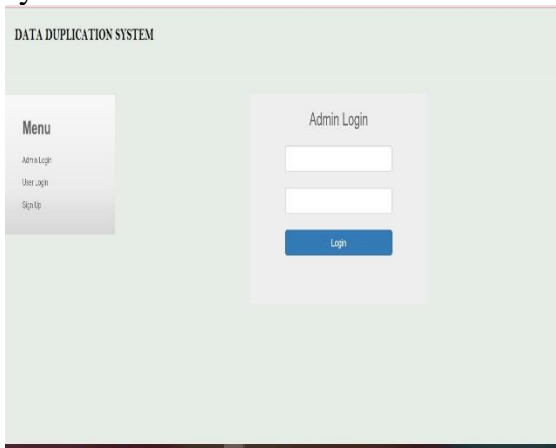 DATA DUPLICATION SYSTEM
Menu
Admin Login
User Login
Sign Up
Admin Login
Login